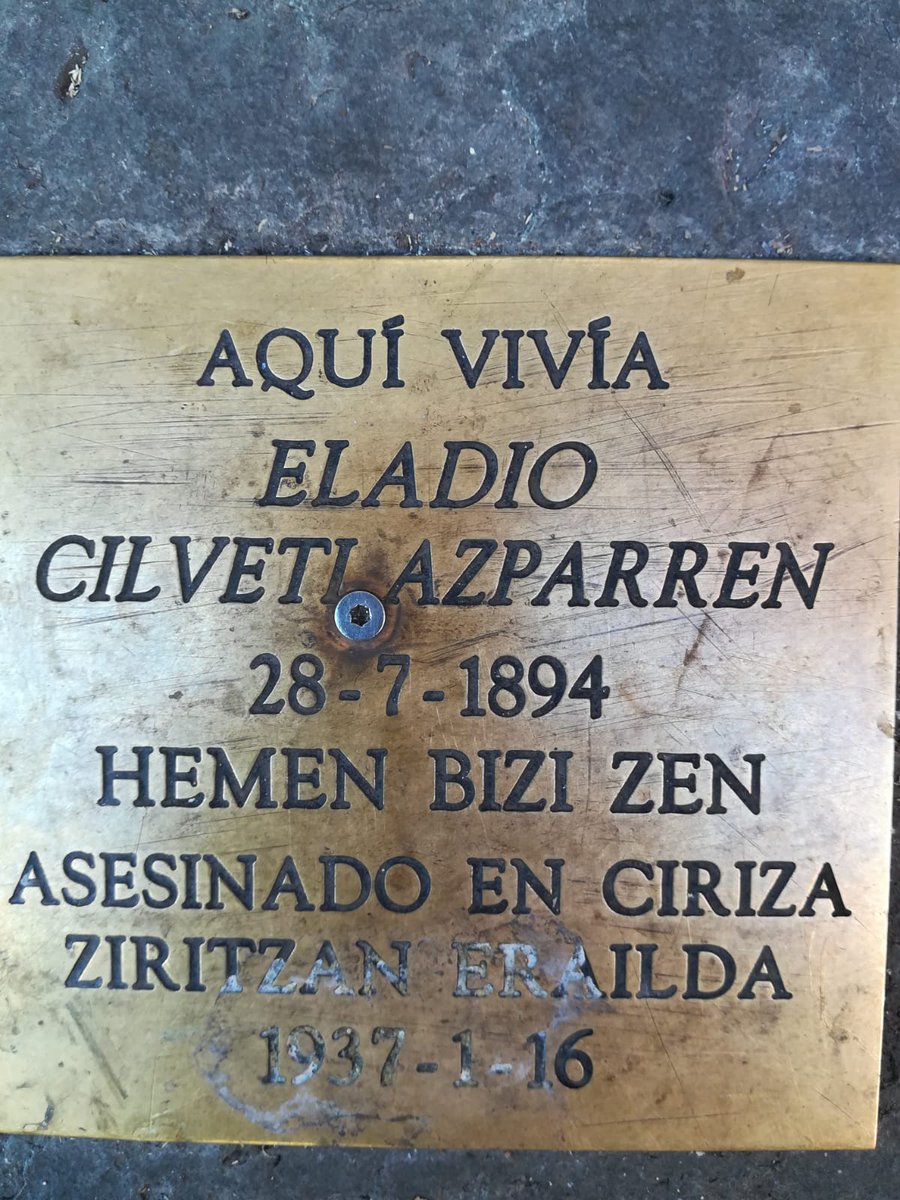 AQUÍ VIVÍA
ELADIO
CILVETI AZPARREN
28-7-1894
HEMEN BIZI ZEN
ASESINADO EN CIRIZA
ZIRITZAN ERAILDA
1937-1-16